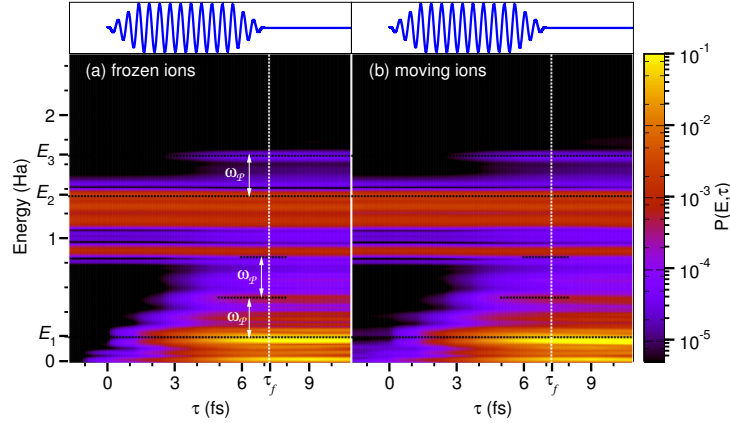 (a) frozen ions
(b) moving ions
Energy (Ha)
2
E₃
E₂
1
E₁
0
ω𝒫
ω𝒫
ω𝒫
0 3 6 τf 9
0 3 6 τf 9
τ (fs)
τ (fs)
10⁻¹
10⁻²
10⁻³
10⁻⁴
10⁻⁵
P(E,τ)